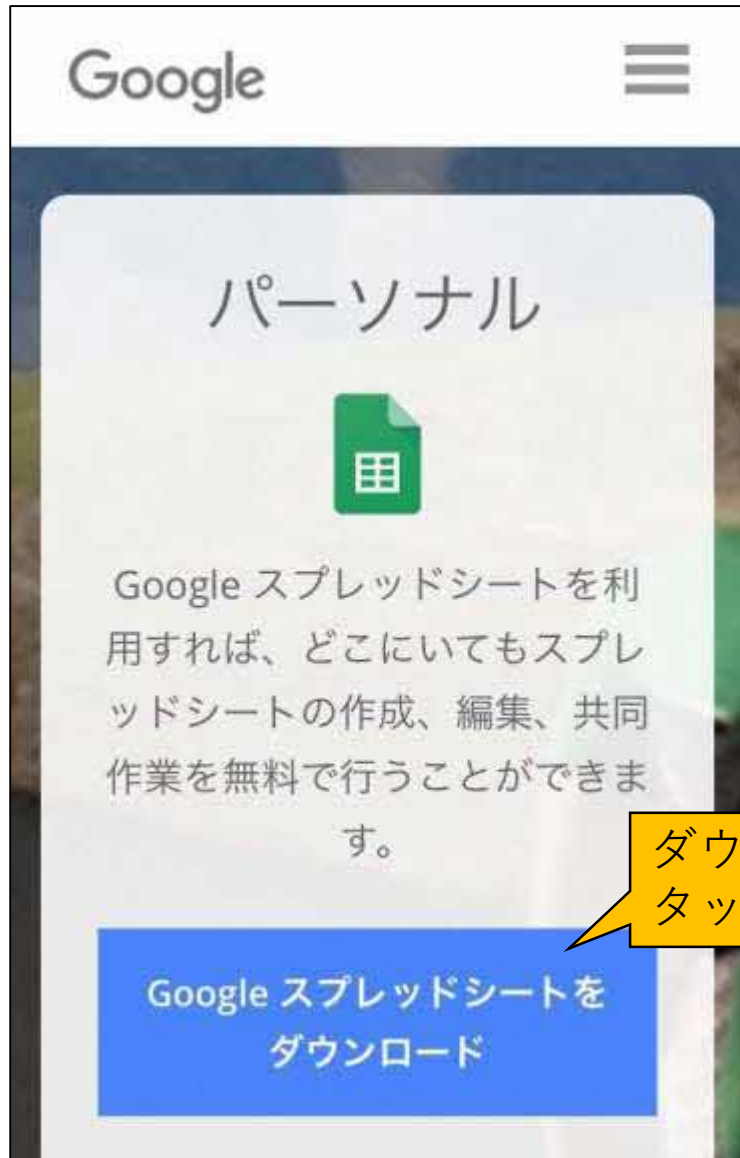 Google
パーソナル
Google スプレッドシートを利
用すれば、どこにいてもスプレ
ッドシートの作成、編集、共同
作業を無料で行うことができま
す。
ダウ
タッ
Google スプレッドシートを
ダウンロード